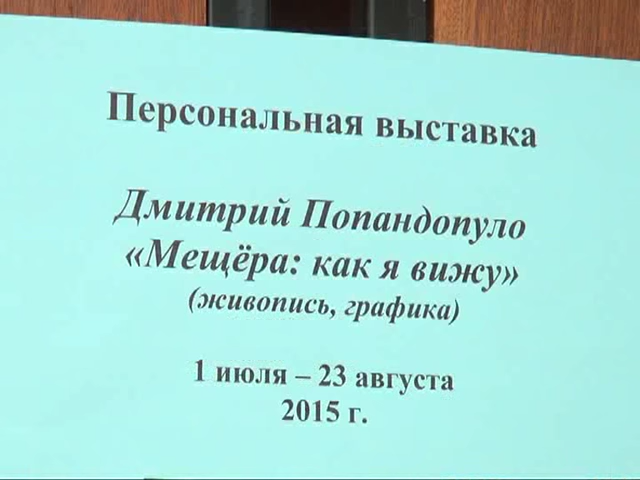 Персональная выставка
Дмитрий Попандопуло
«Мещёра: как я вижу»
(живопись, графика)
1 июля – 23 августа
2015 г.